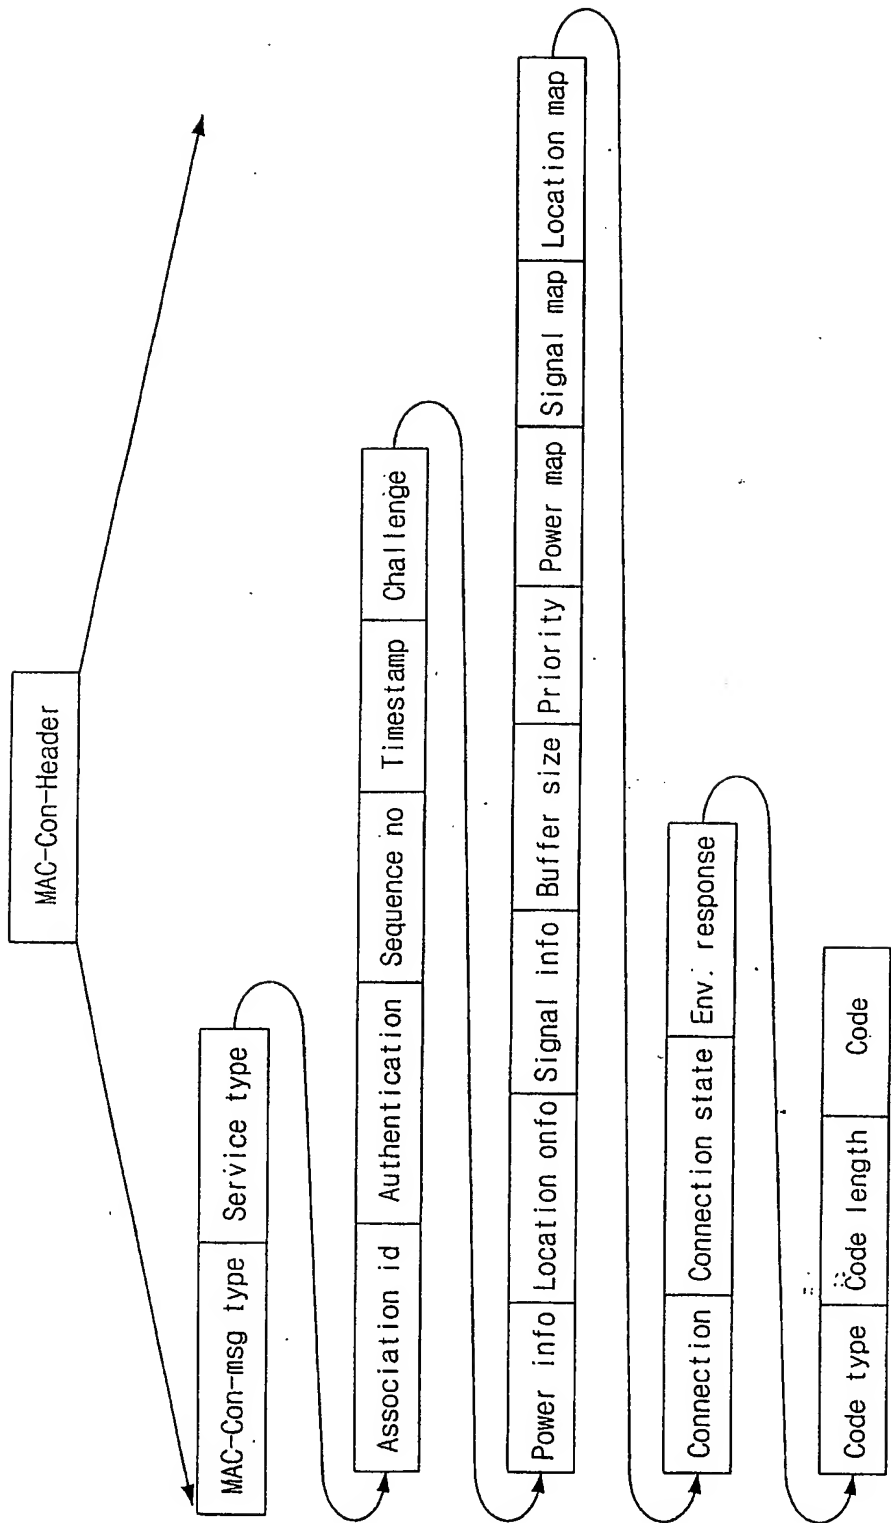 MAC-Con-Header
MAC-Con-msg type Service type
Association id Authentication Sequence no Timestamp Challenge
Power info Location onfo Signal info Buffer size Priority Power map Signal map Location map
Connection Connection state Env. response
Code type Code length Code